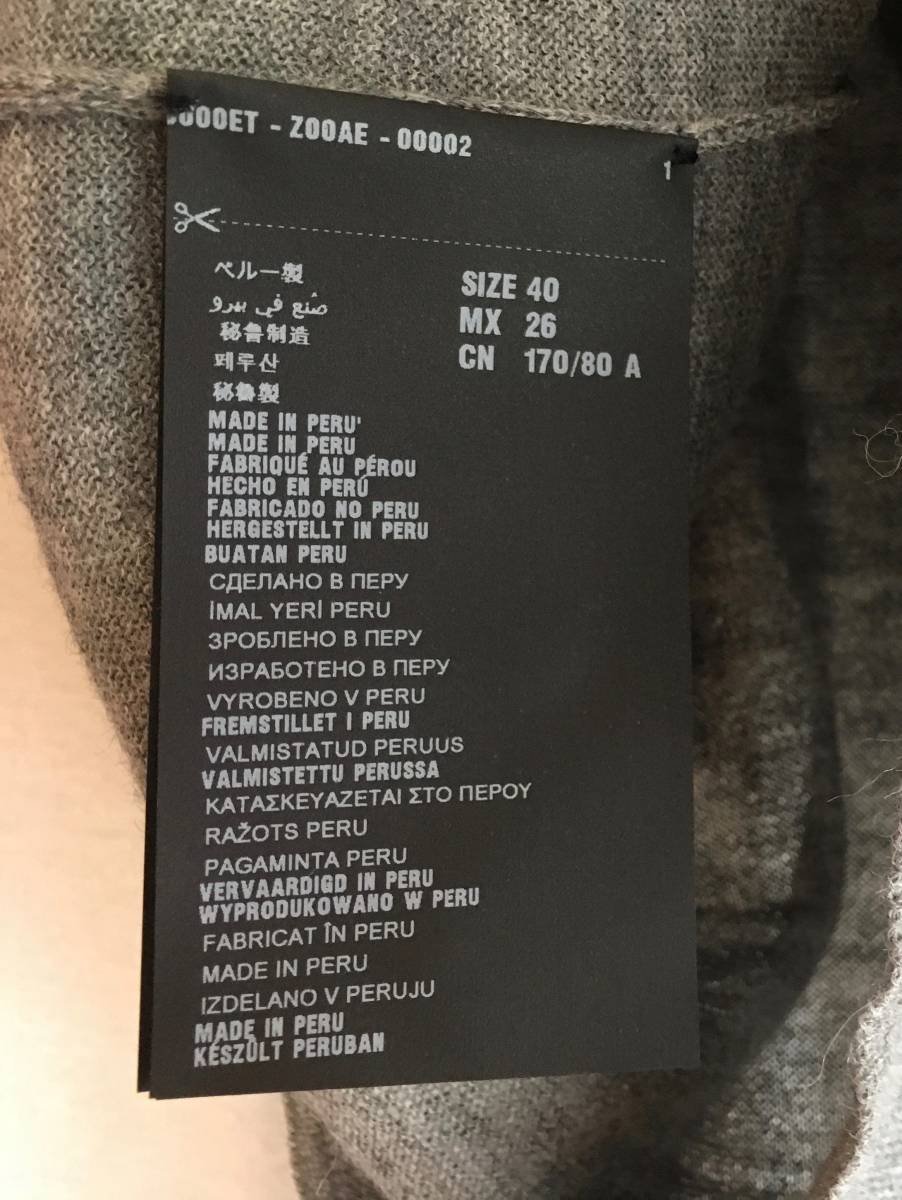 000ET - Z00AE - 00002
1
ペルー製
صُنع في بيرو
秘鲁制造
페루산
秘魯製
SIZE 40
MX 26
CN 170/80 A
MADE IN PERU'
MADE IN PERU
FABRIQUÉ AU PÉROU
HECHO EN PERÚ
FABRICADO NO PERU
HERGESTELLT IN PERU
BUATAN PERU
СДЕЛАНО В ПЕРУ
İMAL YERİ PERU
ЗРОБЛЕНО В ПЕРУ
ИЗРАБОТЕНО В ПЕРУ
VYROBENO V PERU
FREMSTILLET I PERU
VALMISTATUD PERUUS
VALMISTETTU PERUSSA
ΚΑΤΑΣΚΕΥΑΖΕΤΑΙ ΣΤΟ ΠΕΡΟΥ
RAŽOTS PERU
PAGAMINTA PERU
VERVAARDIGD IN PERU
WYPRODUKOWANO W PERU
FABRICAT ÎN PERU
MADE IN PERU
IZDELANO V PERUJU
MADE IN PERU
KÉSZÜLT PERUBAN